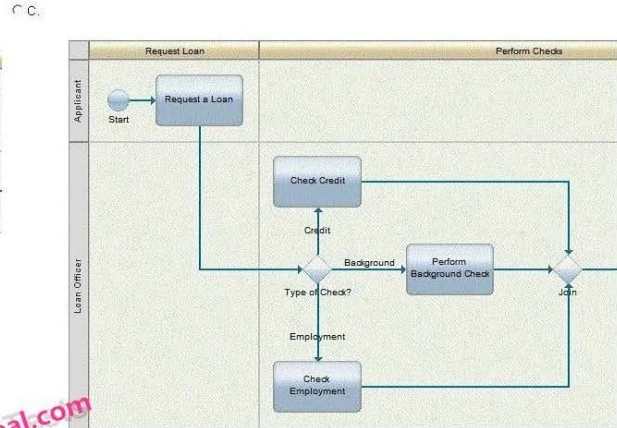 C.
Request Loan
Perform Checks
Applicant
Request a Loan
Start
Loan Officer
Check Credit
Credit
Background
Perform
Background Check
Type of Check?
Join
Employment
Check
Employment
al.com